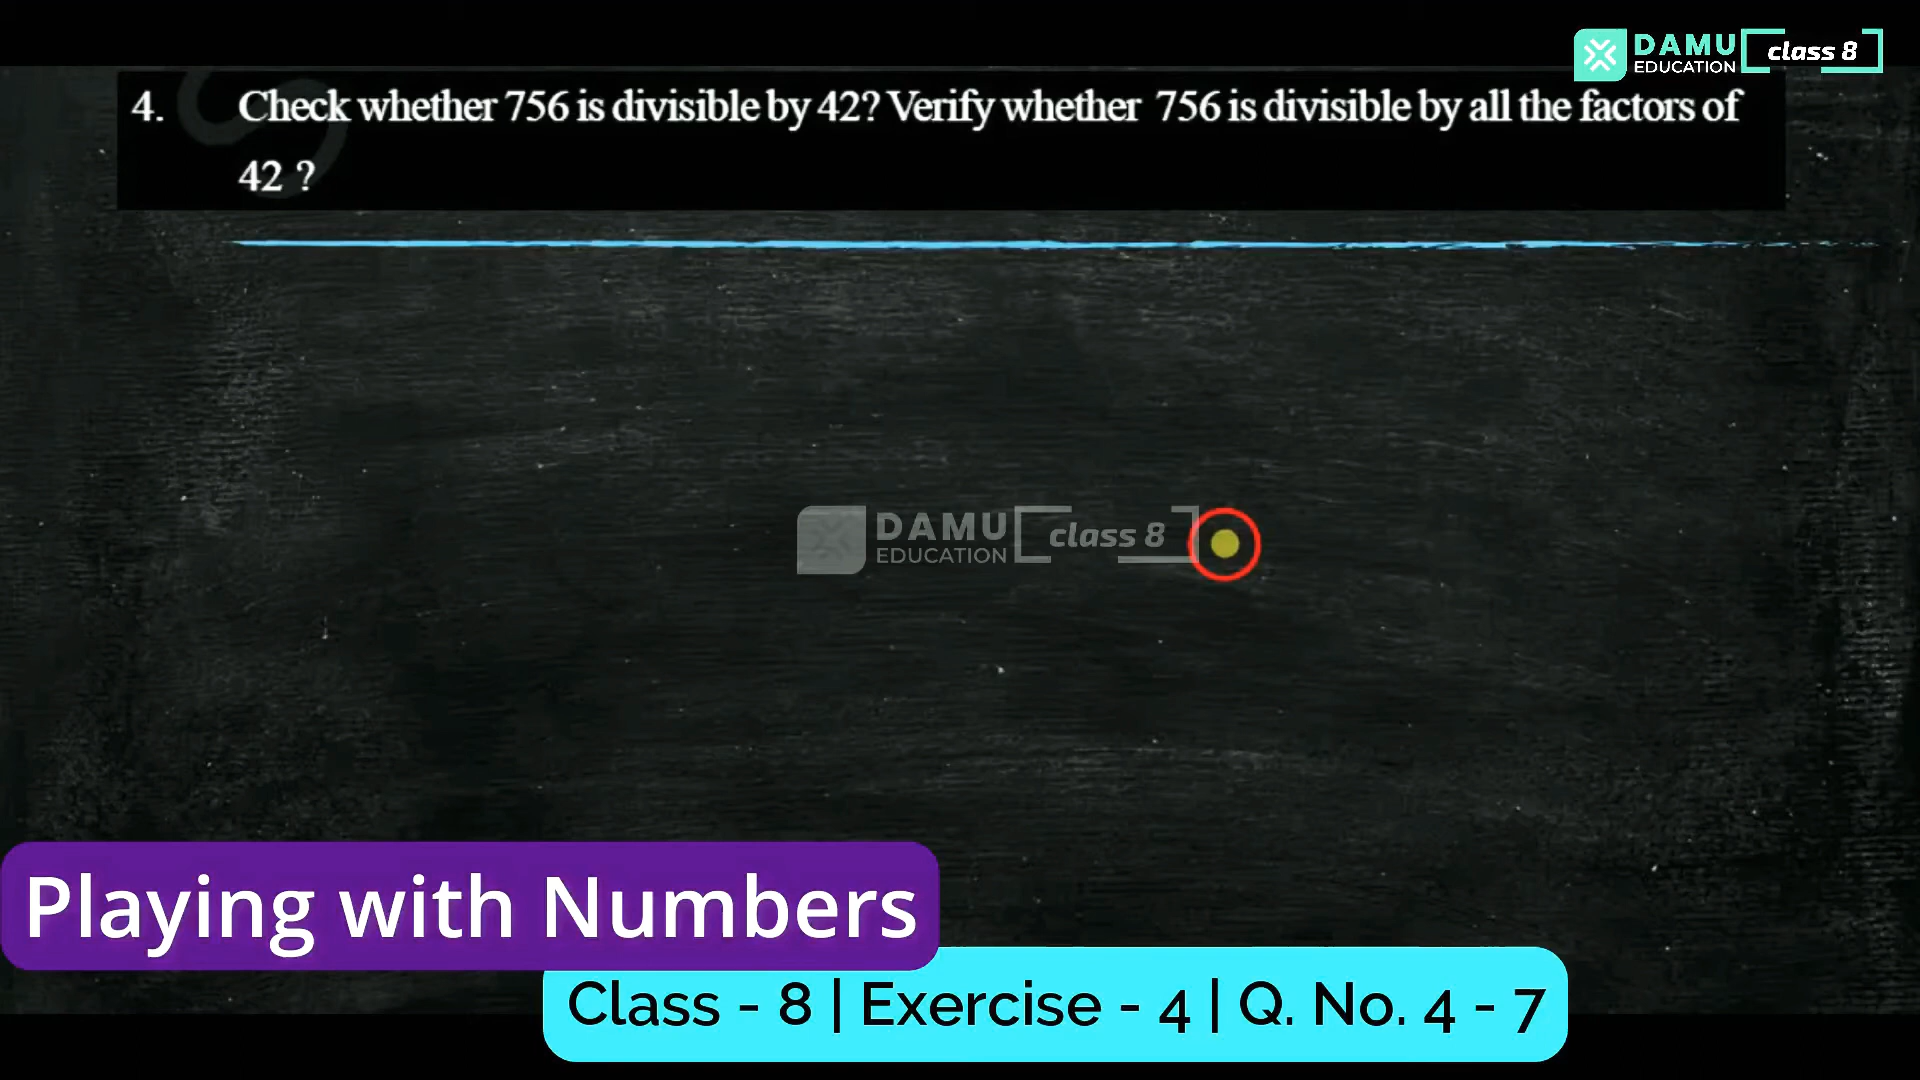 DAMU
EDUCATION
class 8
4. Check whether 756 is divisible by 42? Verify whether 756 is divisible by all the factors of
42 ?
DAMU
EDUCATION
class 8
Playing with Numbers
Class - 8 | Exercise - 4 | Q. No. 4 - 7